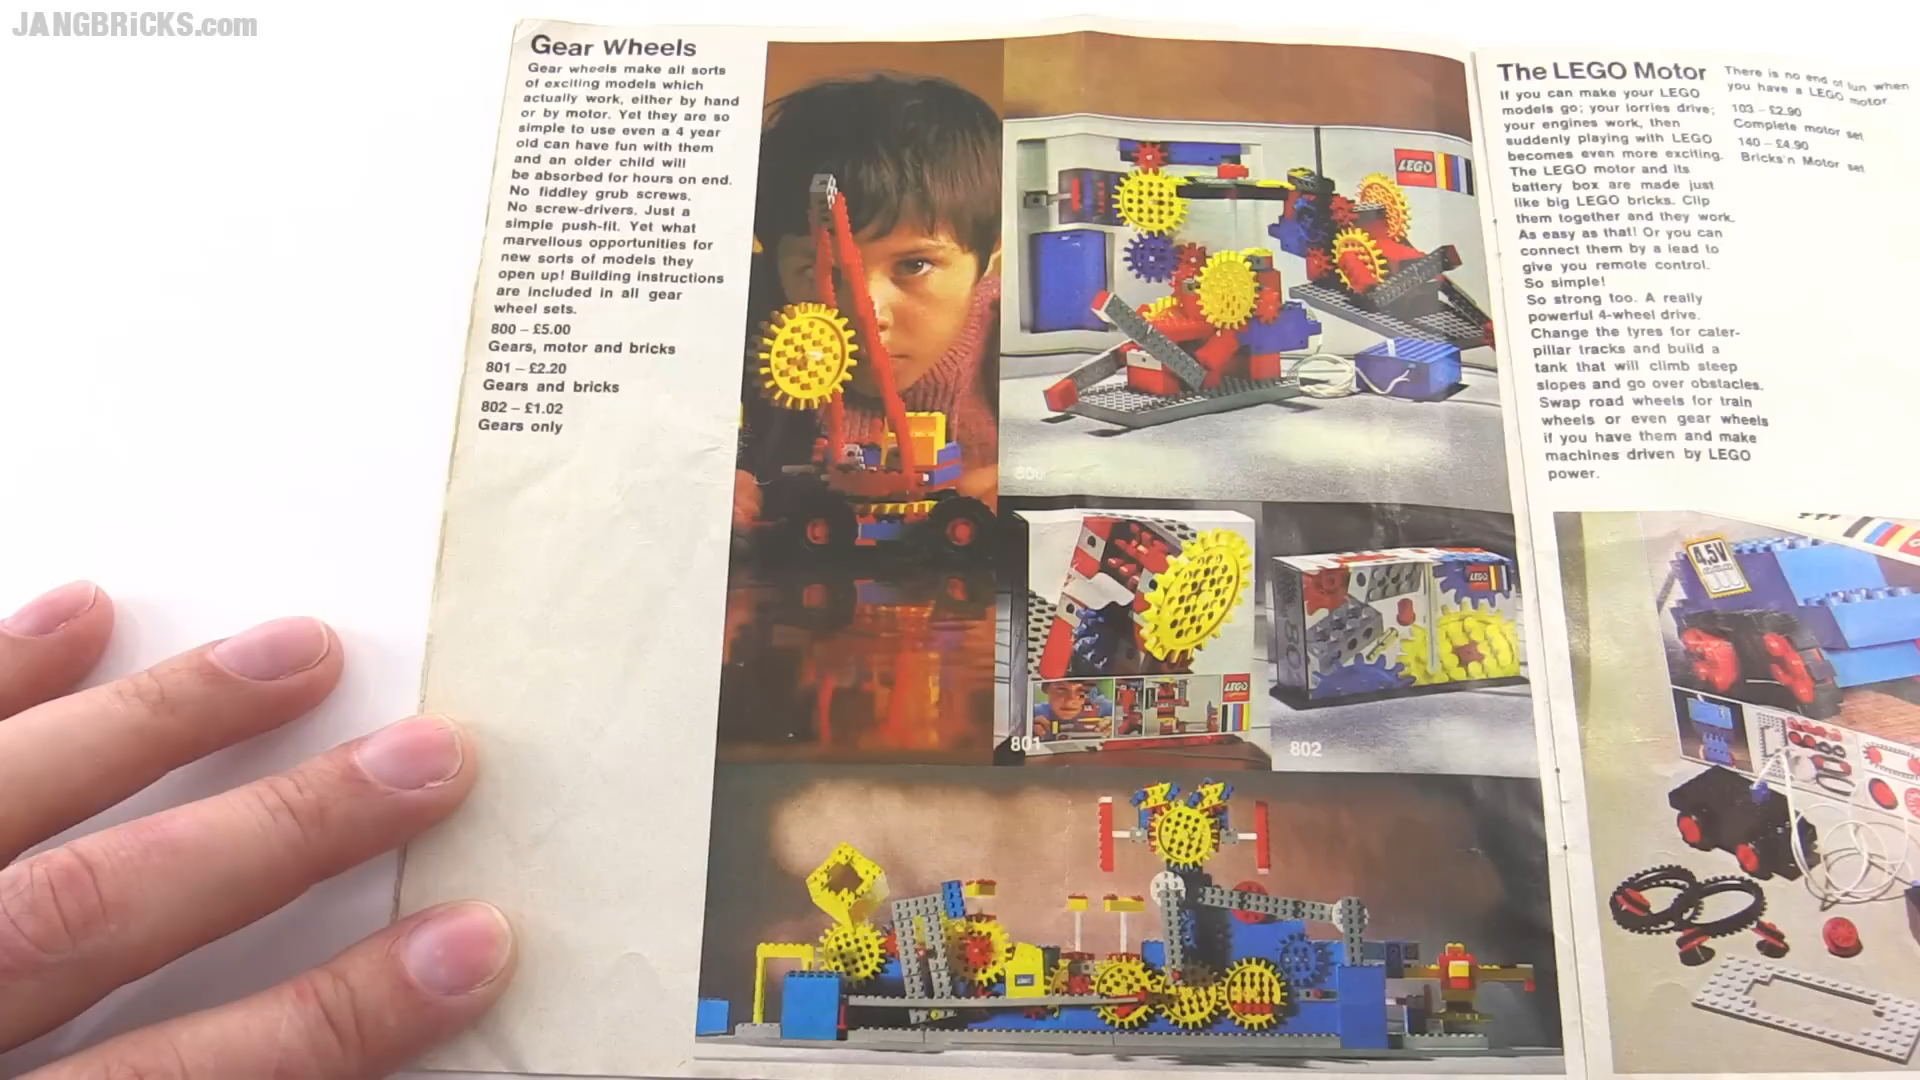 JANGBRiCKS.com
Gear Wheels
Gear wheels make all sorts
of exciting models which
actually work, either by hand
or by motor. Yet they are so
simple to use even a 4 year
old can have fun with them
and an older child will
be absorbed for hours on end.
No fiddley grub screws.
No screw-drivers. Just a
simple push-fit. Yet what
marvellous opportunities for
new sorts of models they
open up! Building instructions
are included in all gear
wheel sets.
800 – £5.00
Gears, motor and bricks
801 – £2.20
Gears and bricks
802 – £1.02
Gears only
LEGO
800
LEGO
801
LEGO
80
802
The LEGO Motor
If you can make your LEGO
models go; your lorries drive;
your engines work, then
suddenly playing with LEGO
becomes even more exciting.
The LEGO motor and its
battery box are made just
like big LEGO bricks. Clip
them together and they work.
As easy as that! Or you can
connect them by a lead to
give you remote control.
So simple!
So strong too. A really
powerful 4-wheel drive.
Change the tyres for cater-
pillar tracks and build a
tank that will climb steep
slopes and go over obstacles.
Swap road wheels for train
wheels or even gear wheels
if you have them and make
machines driven by LEGO
power.
There is no end of fun when
you have a LEGO motor.
103 – £2.90
Complete motor set
140 – £4.90
Bricks'n Motor set
4,5V